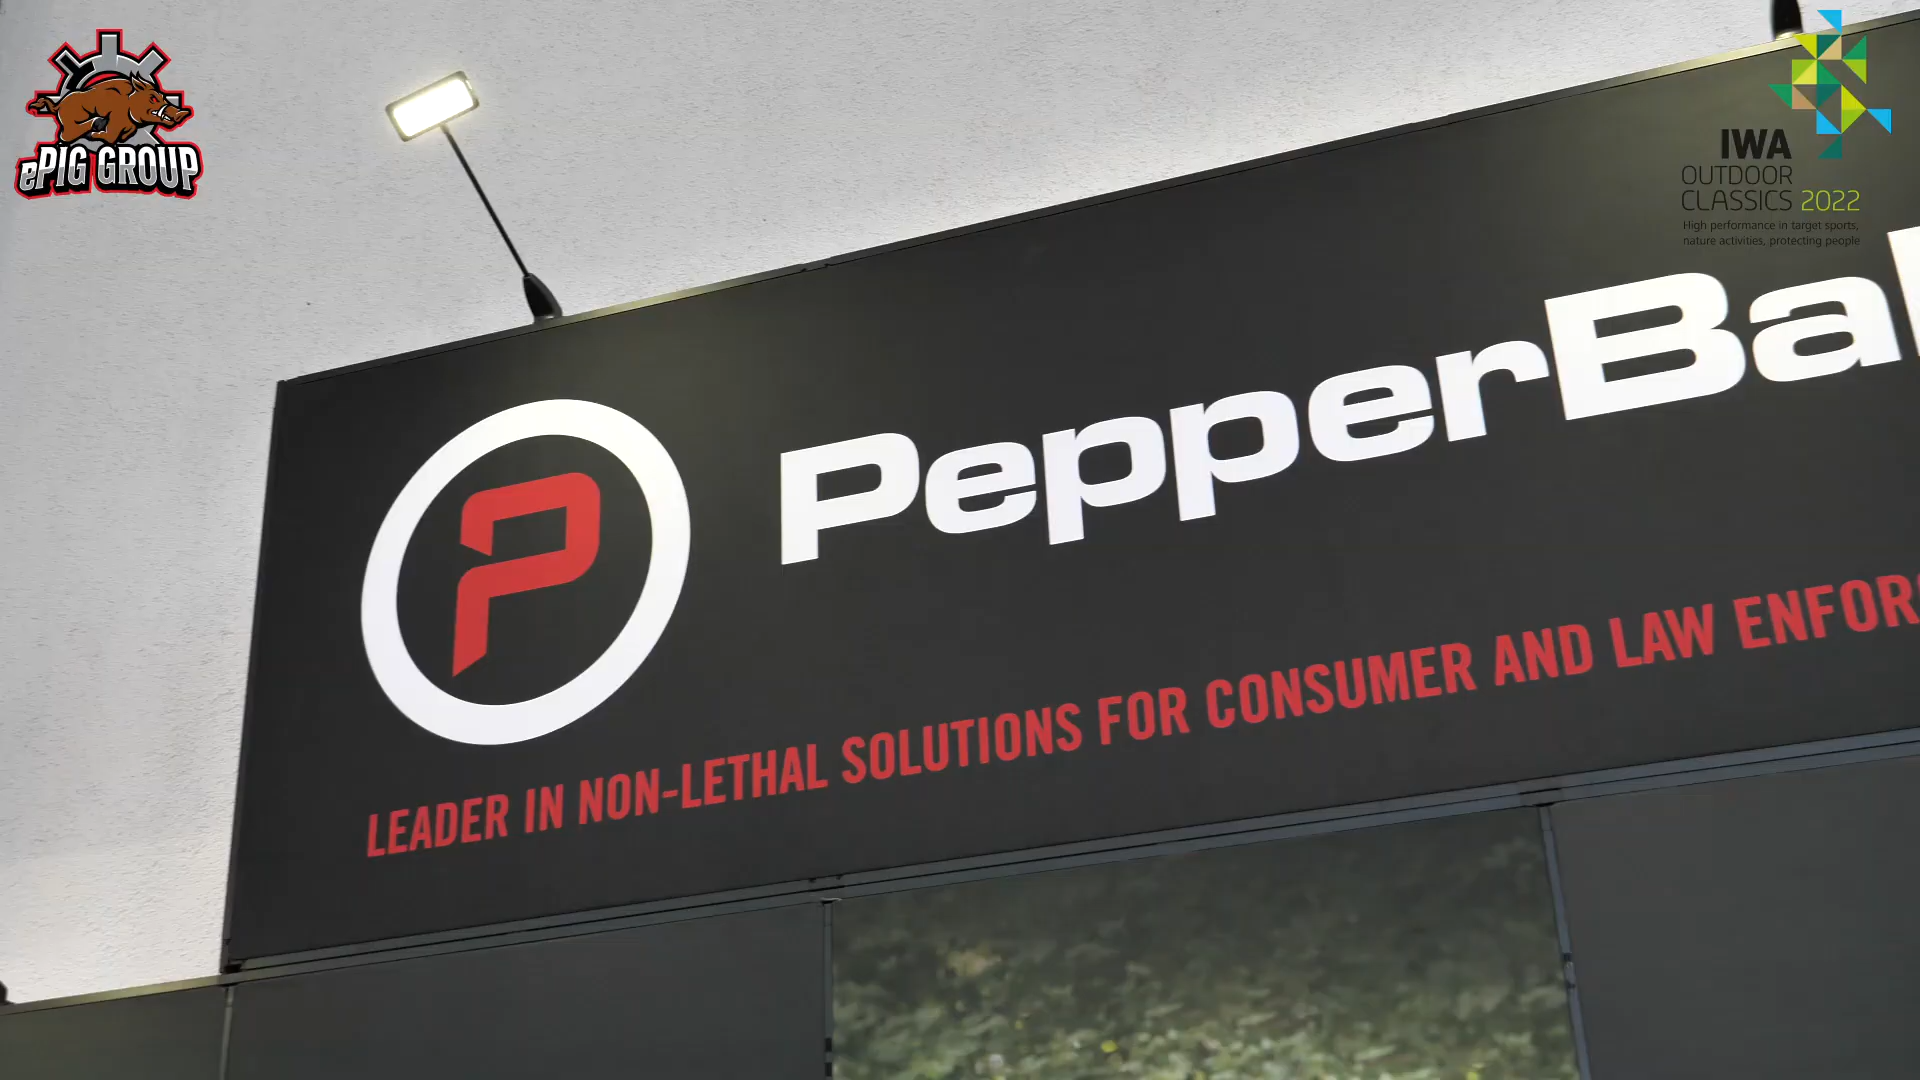 ePIG GROUP
IWA
OUTDOOR
CLASSICS 2022
High performance in target sports,
nature activities, protecting people
P
PepperBal
LEADER IN NON-LETHAL SOLUTIONS FOR CONSUMER AND LAW ENFOR